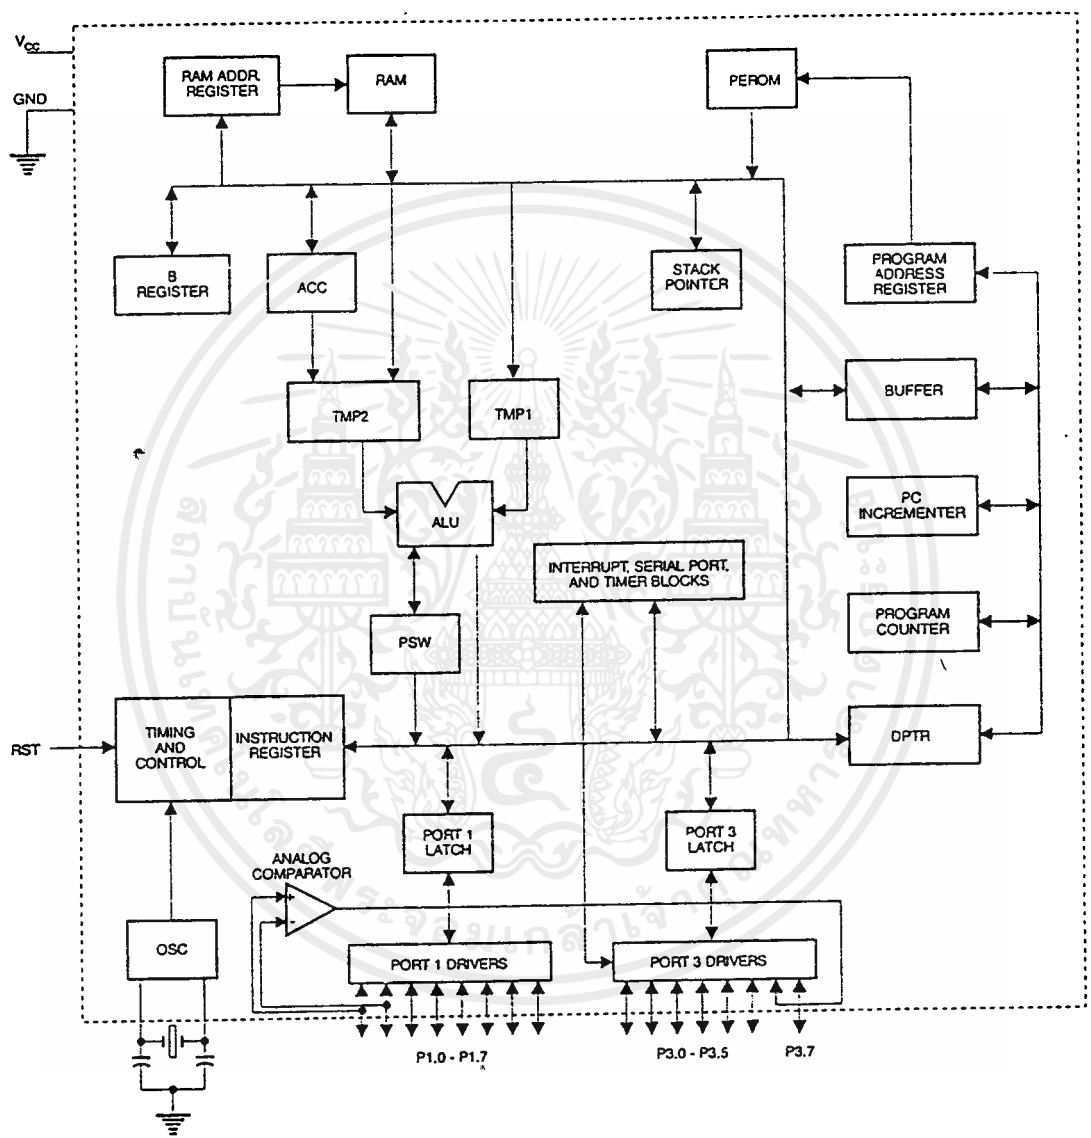 VCC
GND
RAM ADDR.
REGISTER
RAM
PEROM
B
REGISTER
ACC
STACK
POINTER
PROGRAM
ADDRESS
REGISTER
TMP2
TMP1
BUFFER
ALU
PC
INCREMENTER
INTERRUPT, SERIAL PORT,
AND TIMER BLOCKS
PROGRAM
COUNTER
PSW
RST
TIMING
AND
CONTROL
INSTRUCTION
REGISTER
DPTR
PORT 1
LATCH
PORT 3
LATCH
ANALOG
COMPARATOR
+
-
OSC
PORT 1 DRIVERS
PORT 3 DRIVERS
P1.0 - P1.7
P3.0 - P3.5
P3.7